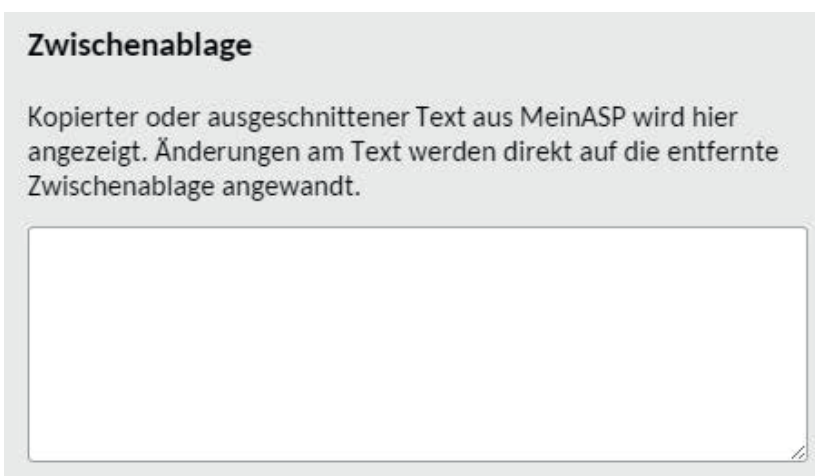 Zwischenablage
Kopierter oder ausgeschnittener Text aus MeinASP wird hier
angezeigt. Änderungen am Text werden direkt auf die entfernte
Zwischenablage angewandt.